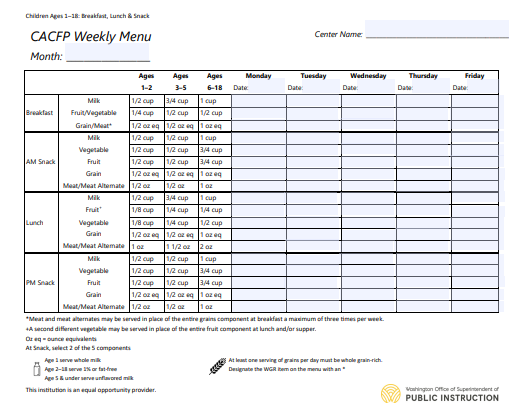 Children Ages 1–18: Breakfast, Lunch & Snack
CACFP Weekly Menu
Center Name:
Month:
Ages 1–2 Ages 3–5 Ages 6–18 Monday Tuesday Wednesday Thursday Friday
Date: Date: Date: Date: Date:
Breakfast
Milk 1/2 cup 3/4 cup 1 cup
Fruit/Vegetable 1/4 cup 1/2 cup 1/2 cup
Grain/Meat* 1/2 oz eq 1/2 oz eq 1 oz eq
AM Snack
Milk 1/2 cup 1/2 cup 1 cup
Vegetable 1/2 cup 1/2 cup 3/4 cup
Fruit 1/2 cup 1/2 cup 3/4 cup
Grain 1/2 oz eq 1/2 oz eq 1 oz eq
Meat/Meat Alternate 1/2 oz 1/2 oz 1 oz
Lunch
Milk 1/2 cup 3/4 cup 1 cup
Fruit+ 1/8 cup 1/4 cup 1/4 cup
Vegetable 1/8 cup 1/4 cup 1/2 cup
Grain 1/2 oz eq 1/2 oz eq 1 oz eq
Meat/Meat Alternate 1 oz 1 1/2 oz 2 oz
PM Snack
Milk 1/2 cup 1/2 cup 1 cup
Vegetable 1/2 cup 1/2 cup 3/4 cup
Fruit 1/2 cup 1/2 cup 3/4 cup
Grain 1/2 oz eq 1/2 oz eq 1 oz eq
Meat/Meat Alternate 1/2 oz 1/2 oz 1 oz
*Meat and meat alternates may be served in place of the entire grains component at breakfast a maximum of three times per week.
+A second different vegetable may be served in place of the entire fruit component at lunch and/or supper.
Oz eq = ounce equivalents
At Snack, select 2 of the 5 components
Age 1 serve whole milk
Age 2–18 serve 1% or fat-free
Age 5 & under serve unflavored milk
At least one serving of grains per day must be whole grain-rich.
Designate the WGR item on the menu with an *
This institution is an equal opportunity provider.
Washington Office of Superintendent of
PUBLIC INSTRUCTION